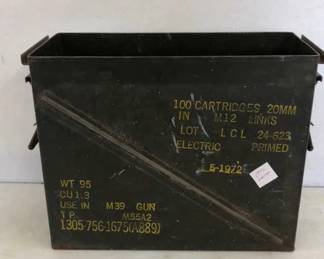 100 CARTRIDGES 20MM
IN M12 LINKS
LOT LCL 24-623
ELECTRIC PRIMED
5-1972
WT 95
CU 1.3
USE IN M39 GUN
T.P. M55A2
1305-756-1675(A889)